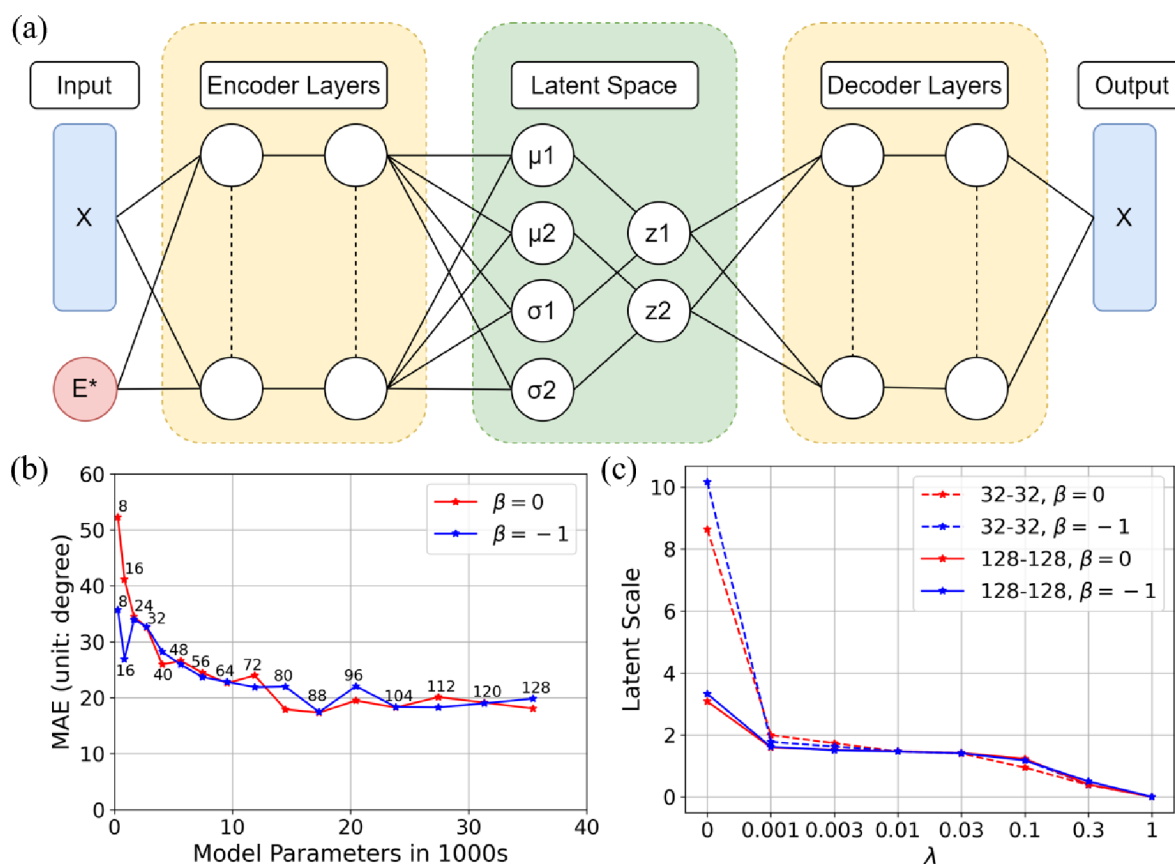 (a)
Input
Encoder Layers
Latent Space
Decoder Layers
Output
X
E*
μ1
μ2
σ1
σ2
z1
z2
X
(b)
MAE (unit: degree)
60
50
40
30
20
10
0
β = 0
β = −1
8
16
8
24
32
16
40
48
56
64
72
80
88
96
104
112
120
128
0 10 20 30 40
Model Parameters in 1000s
(c)
Latent Scale
10
8
6
4
2
0
32-32, β = 0
32-32, β = −1
128-128, β = 0
128-128, β = −1
0 0.001 0.003 0.01 0.03 0.1 0.3 1
λ